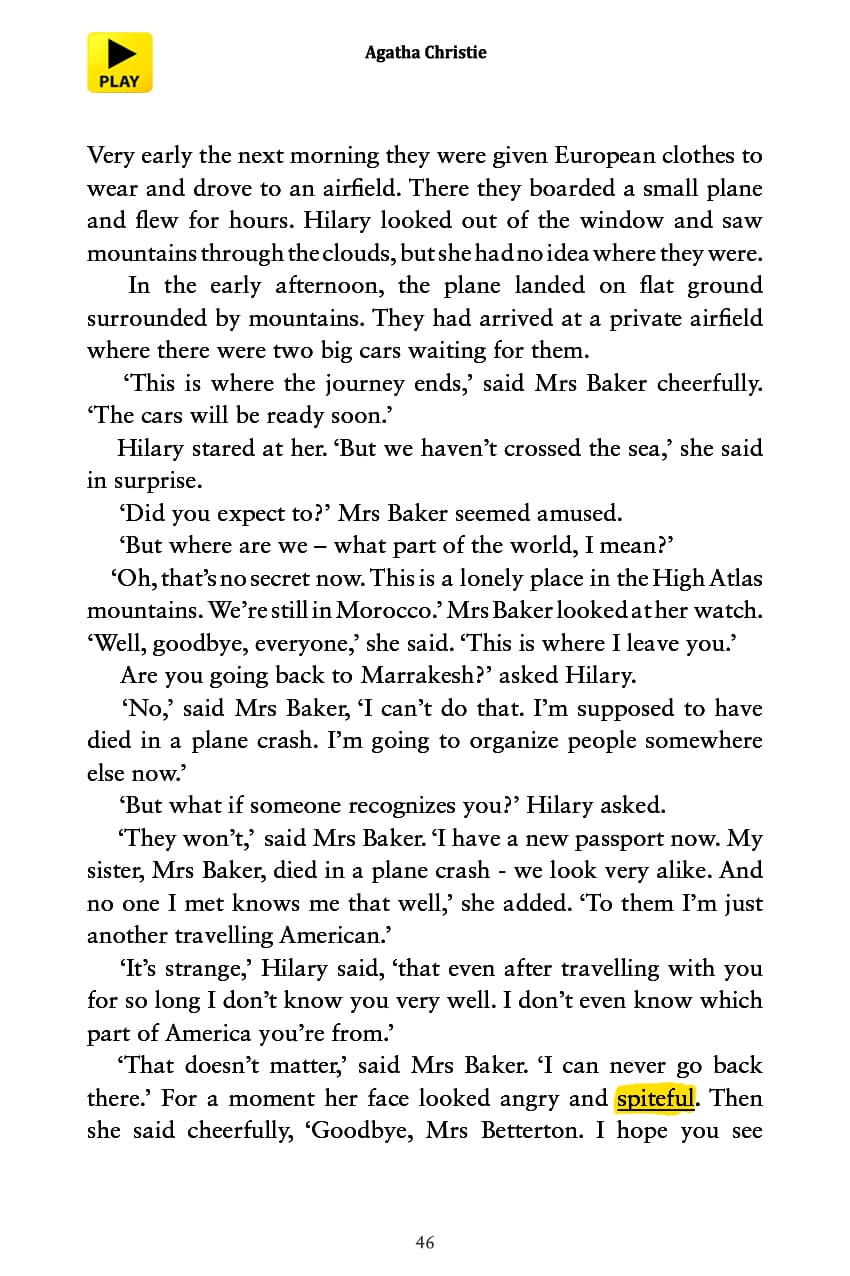 PLAY
Agatha Christie
Very early the next morning they were given European clothes to
wear and drove to an airfield. There they boarded a small plane
and flew for hours. Hilary looked out of the window and saw
mountains through the clouds, but she had no idea where they were.
In the early afternoon, the plane landed on flat ground
surrounded by mountains. They had arrived at a private airfield
where there were two big cars waiting for them.
‘This is where the journey ends,’ said Mrs Baker cheerfully.
‘The cars will be ready soon.’
Hilary stared at her. ‘But we haven’t crossed the sea,’ she said
in surprise.
‘Did you expect to?’ Mrs Baker seemed amused.
‘But where are we – what part of the world, I mean?’
‘Oh, that’s no secret now. This is a lonely place in the High Atlas
mountains. We’re still in Morocco.’ Mrs Baker looked at her watch.
‘Well, goodbye, everyone,’ she said. ‘This is where I leave you.’
Are you going back to Marrakesh?’ asked Hilary.
‘No,’ said Mrs Baker, ‘I can’t do that. I’m supposed to have
died in a plane crash. I’m going to organize people somewhere
else now.’
‘But what if someone recognizes you?’ Hilary asked.
‘They won’t,’ said Mrs Baker. ‘I have a new passport now. My
sister, Mrs Baker, died in a plane crash - we look very alike. And
no one I met knows me that well,’ she added. ‘To them I’m just
another travelling American.’
‘It’s strange,’ Hilary said, ‘that even after travelling with you
for so long I don’t know you very well. I don’t even know which
part of America you’re from.’
‘That doesn’t matter,’ said Mrs Baker. ‘I can never go back
there.’ For a moment her face looked angry and spiteful. Then
she said cheerfully, ‘Goodbye, Mrs Betterton. I hope you see
46